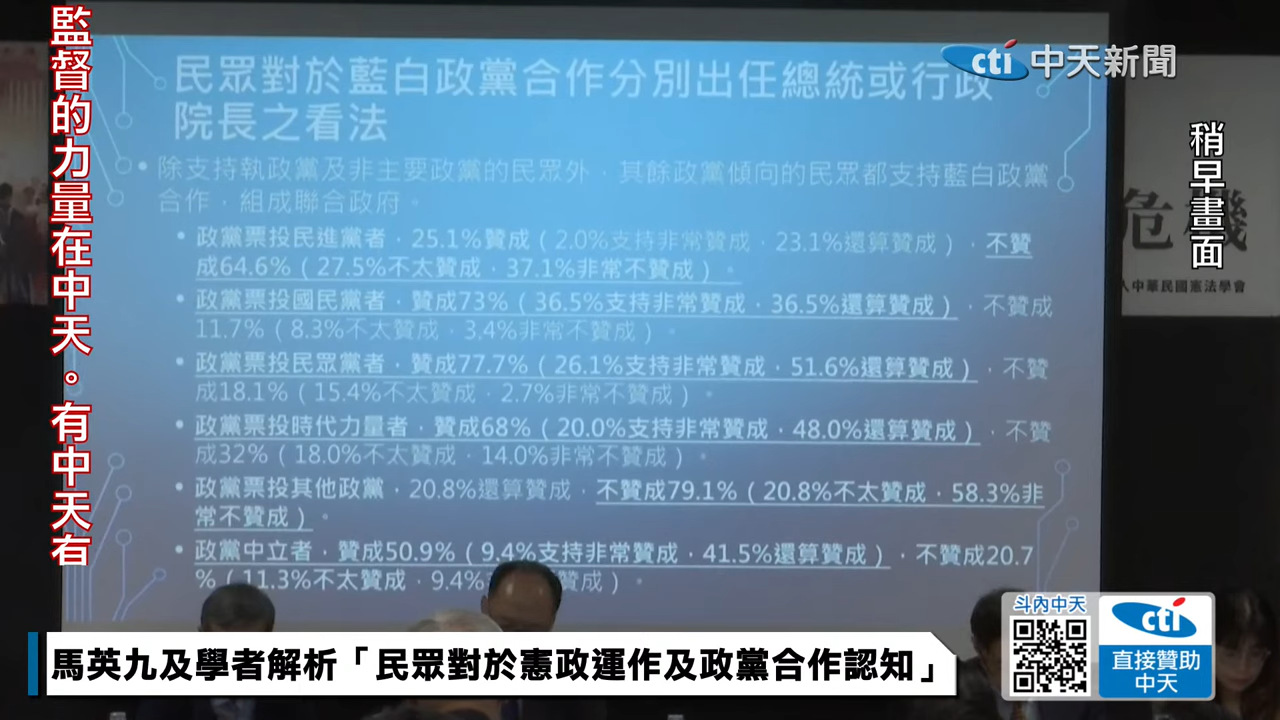 監督的力量在中天。有中天有
cti 中天新聞
稍早畫面
民眾對於藍白政黨合作分別出任總統或行政
院長之看法
• 除支持執政黨及非主要政黨的民眾外，其餘政黨傾向的民眾都支持藍白政黨
合作，組成聯合政府。
• 政黨票投民進黨者，25.1%贊成（2.0%支持非常贊成，23.1%還算贊成），不贊
成64.6%（27.5%不太贊成，37.1%非常不贊成）。
• 政黨票投國民黨者，贊成73%（36.5%支持非常贊成，36.5%還算贊成），不贊成
11.7%（8.3%不太贊成，3.4%非常不贊成）。
• 政黨票投民眾黨者，贊成77.7%（26.1%支持非常贊成，51.6%還算贊成），不贊
成18.1%（15.4%不太贊成，2.7%非常不贊成）。
• 政黨票投時代力量者，贊成68%（20.0%支持非常贊成，48.0%還算贊成），不贊
成32%（18.0%不太贊成，14.0%非常不贊成）。
• 政黨票投其他政黨，20.8%還算贊成，不贊成79.1%（20.8%不太贊成，58.3%非
常不贊成）。
• 政黨中立者，贊成50.9%（9.4%支持非常贊成，41.5%還算贊成），不贊成20.7
%（11.3%不太贊成，9.4% 贊成）。
危機
人中華民國憲法學會
斗內中天
cti
直接贊助
中天
馬英九及學者解析「民眾對於憲政運作及政黨合作認知」